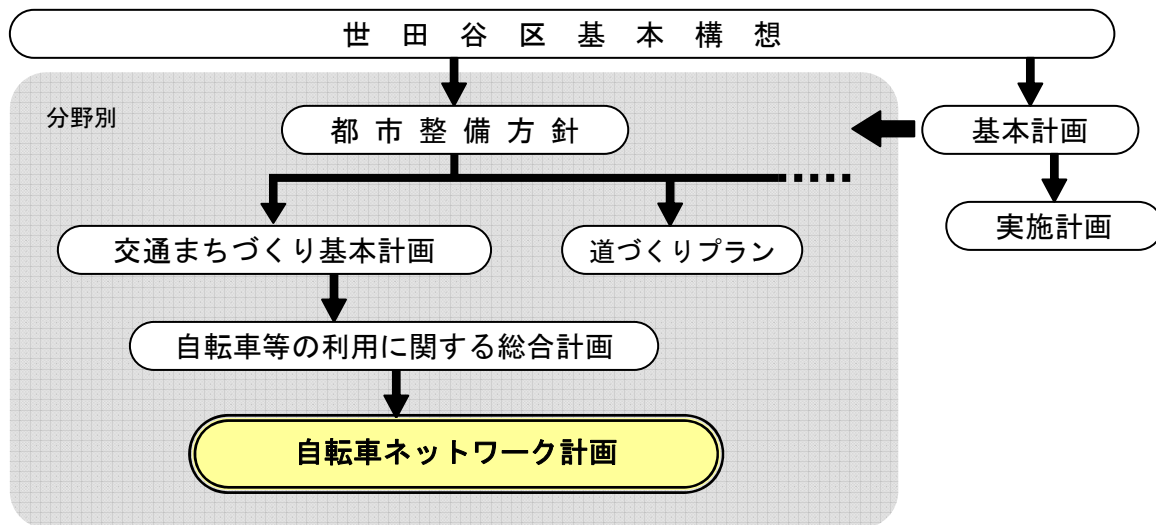 世田谷区基本構想
分野別
都市整備方針
基本計画
実施計画
交通まちづくり基本計画
道づくりプラン
自転車等の利用に関する総合計画
自転車ネットワーク計画